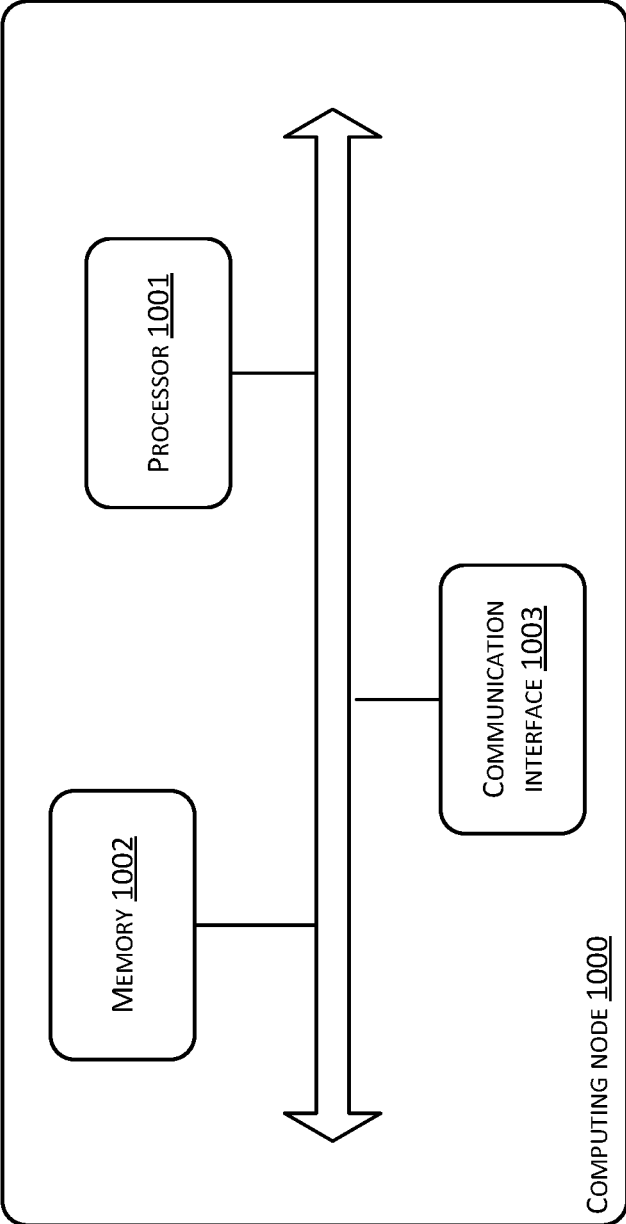 MEMORY 1002
PROCESSOR 1001
COMMUNICATION
INTERFACE 1003
COMPUTING NODE 1000